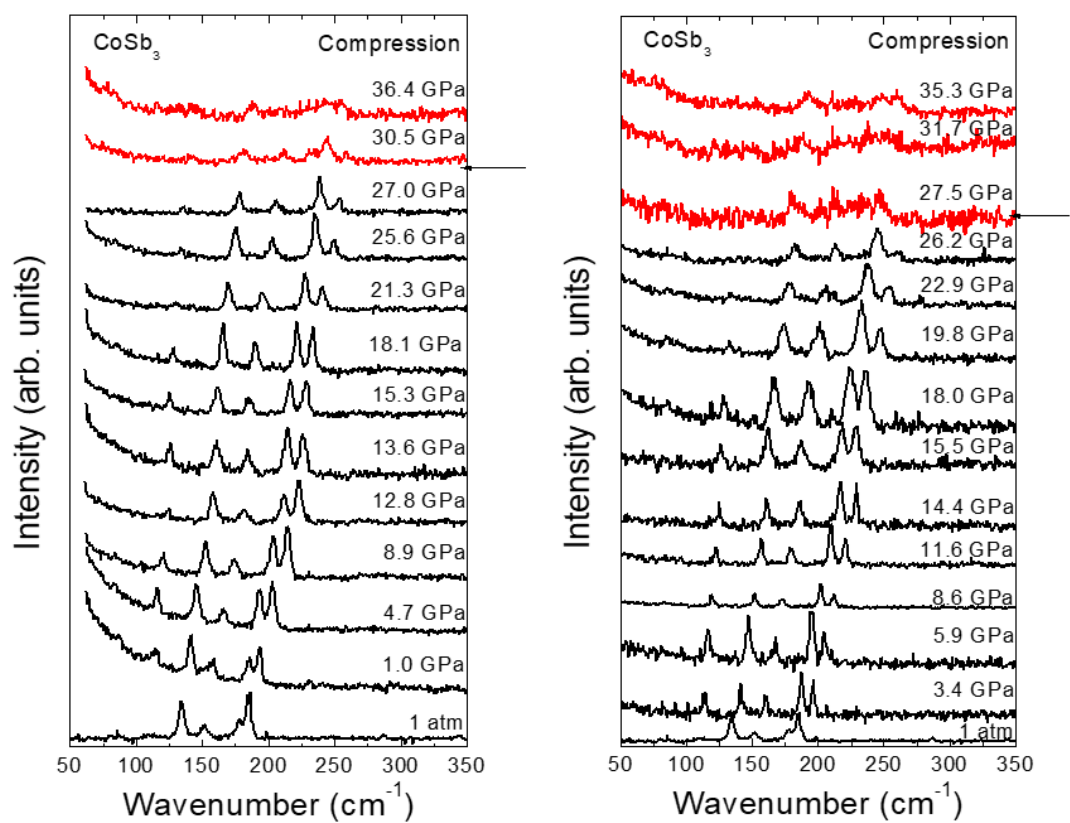 CoSb3
Compression
36.4 GPa
30.5 GPa
27.0 GPa
25.6 GPa
21.3 GPa
18.1 GPa
15.3 GPa
13.6 GPa
12.8 GPa
8.9 GPa
4.7 GPa
1.0 GPa
1 atm
50 100 150 200 250 300 350
Wavenumber (cm-1)
Intensity (arb. units)
CoSb3
Compression
35.3 GPa
31.7 GPa
27.5 GPa
26.2 GPa
22.9 GPa
19.8 GPa
18.0 GPa
15.5 GPa
14.4 GPa
11.6 GPa
8.6 GPa
5.9 GPa
3.4 GPa
1 atm
50 100 150 200 250 300 350
Wavenumber (cm-1)
Intensity (arb. units)